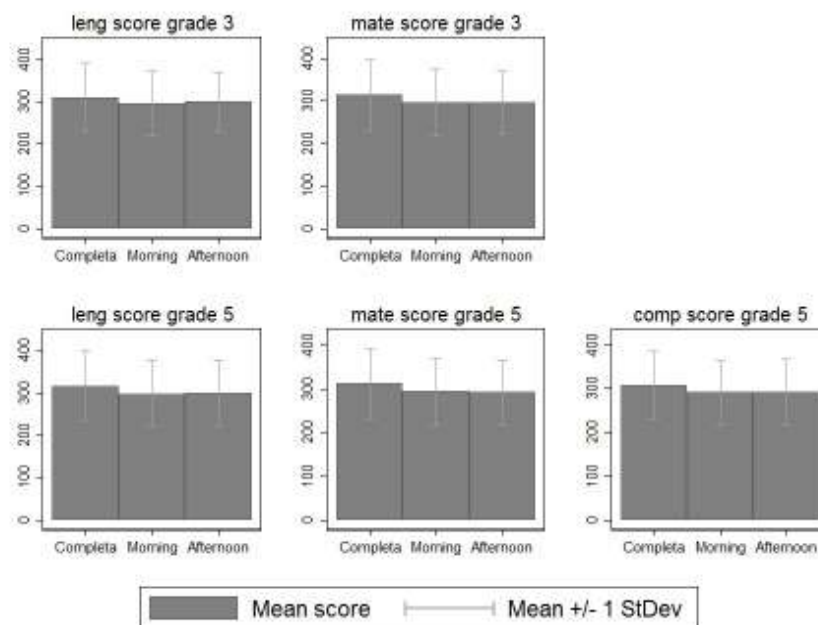 leng score grade 3
400
300
200
100
0
Completa Morning Afternoon
mate score grade 3
400
300
200
100
0
Completa Morning Afternoon
leng score grade 5
400
300
200
100
0
Completa Morning Afternoon
mate score grade 5
400
300
200
100
0
Completa Morning Afternoon
comp score grade 5
400
300
200
100
0
Completa Morning Afternoon
Mean score
Mean +/- 1 StDev